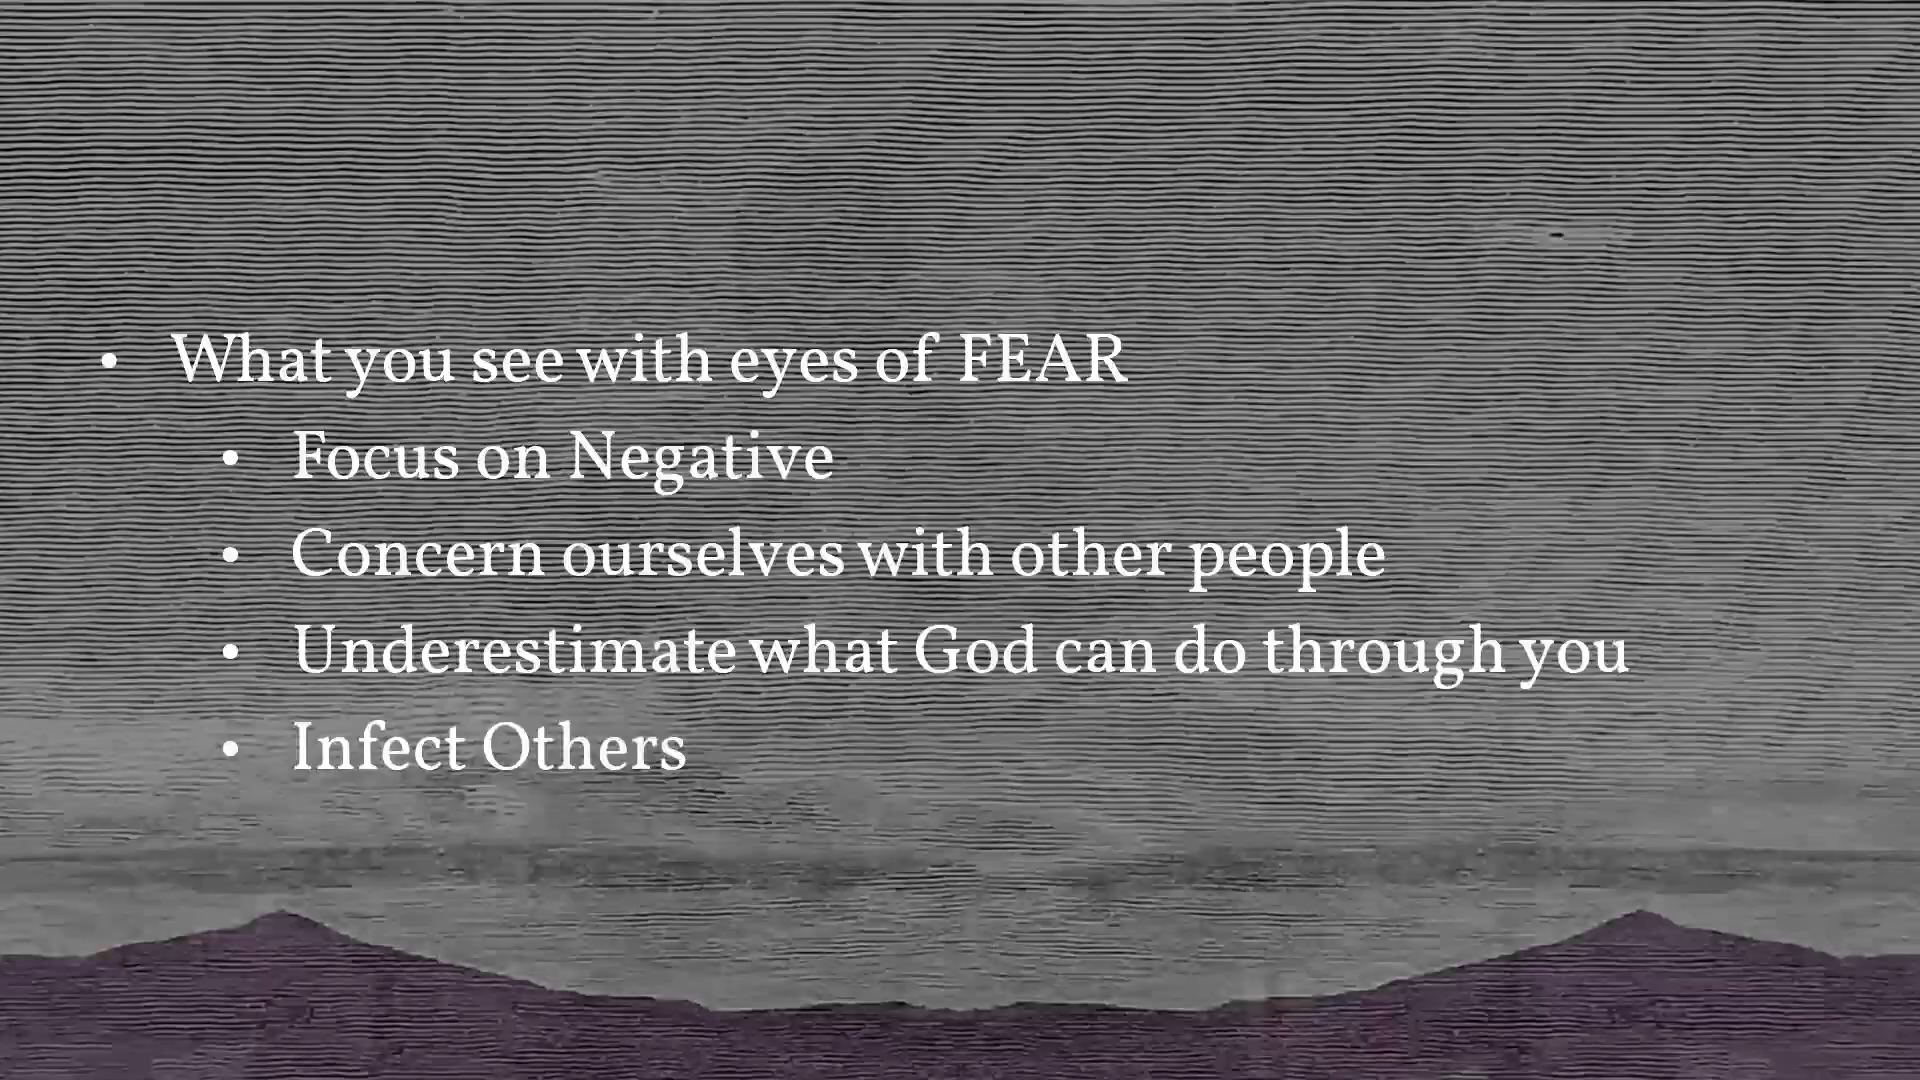 • What you see with eyes of FEAR
• Focus on Negative
• Concern ourselves with other people
• Underestimate what God can do through you
• Infect Others